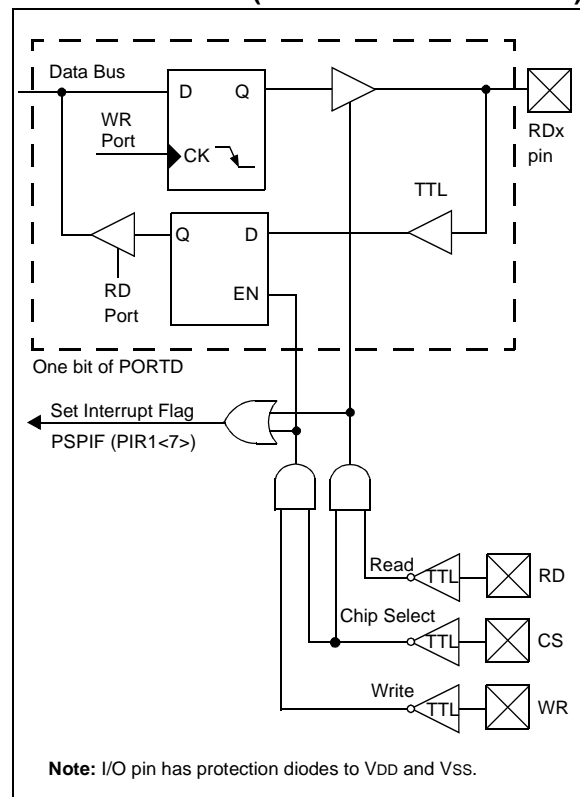 Data Bus
D Q
WR
Port
CK
RDx
pin
TTL
Q D
EN
RD
Port
One bit of PORTD
Set Interrupt Flag
PSPIF (PIR1<7>)
Read
TTL
RD
Chip Select
TTL
CS
Write
TTL
WR
Note: I/O pin has protection diodes to VDD and VSS.